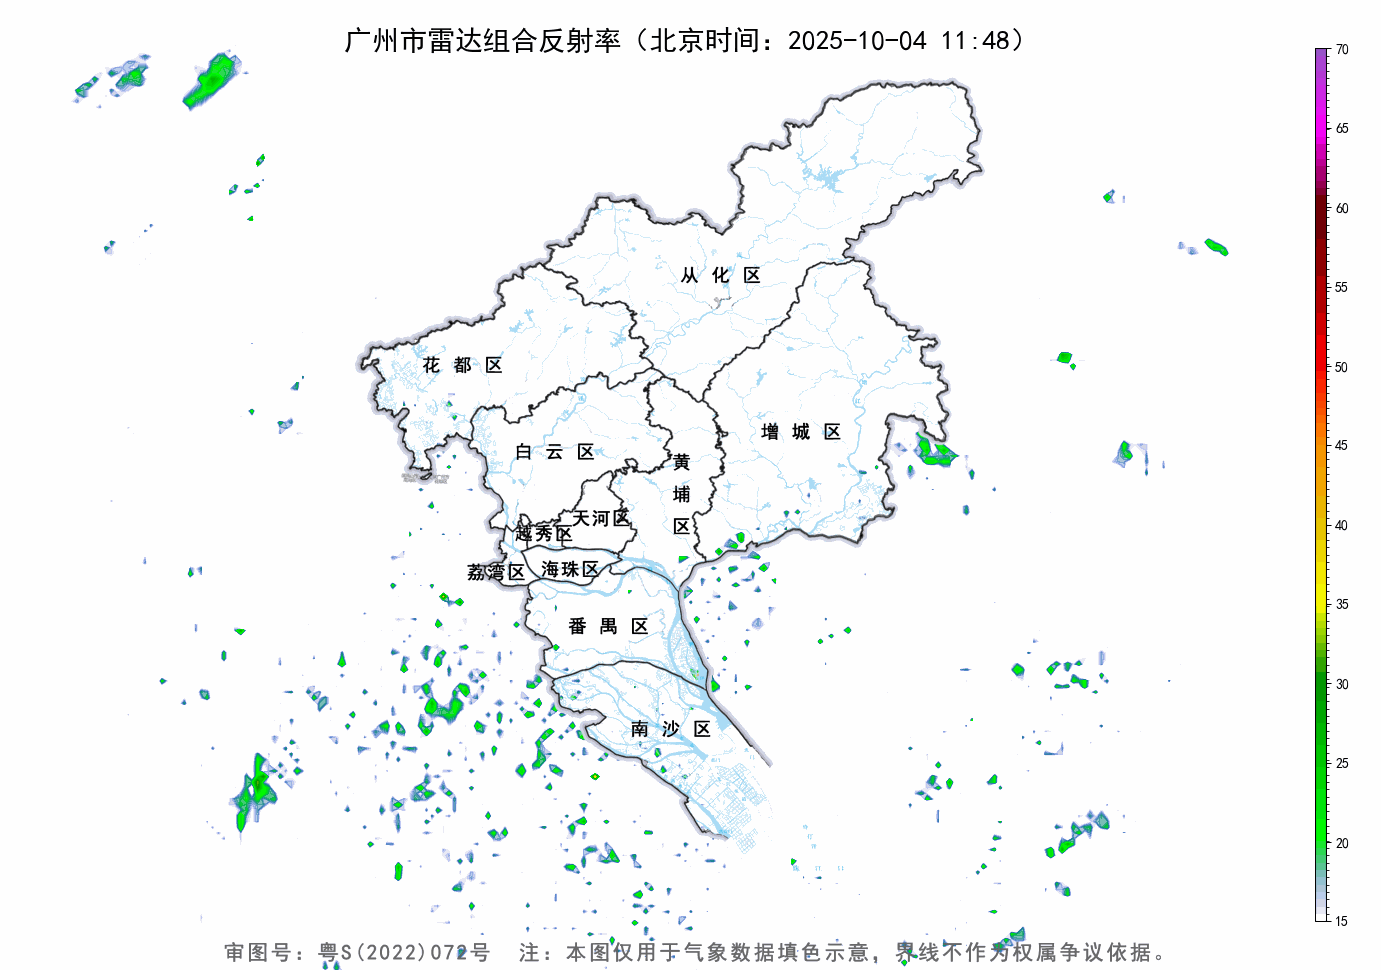 广州市雷达组合反射率（北京时间：2025-10-04 11:48）
70
65
60
55
50
45
40
35
30
25
20
15
从化区
花都区
增城区
白云区
黄埔区
天河区
越秀区
荔湾区
海珠区
番禺区
南沙区
审图号：粤S(2022)072号 注：本图仅用于气象数据填色示意，界线不作为权属争议依据。